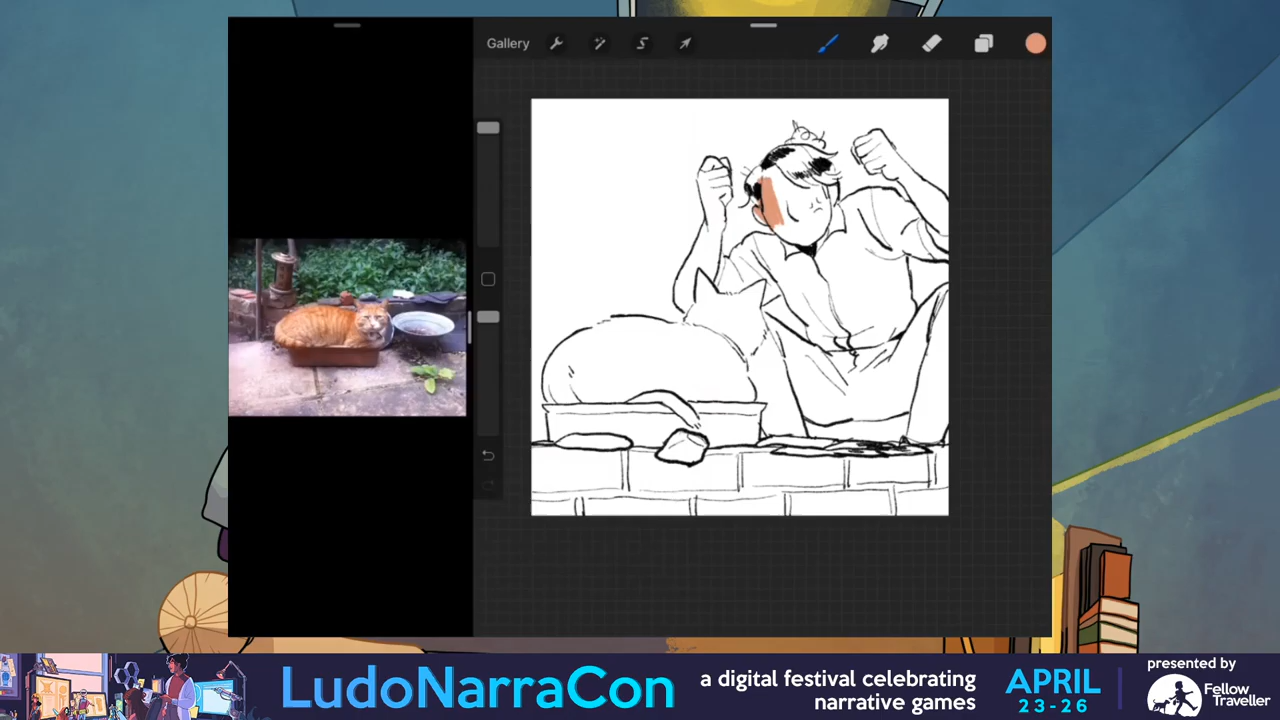 Gallery
LudoNarraCon
a digital festival celebrating
narrative games
APRIL
23-26
presented by
Fellow
Traveller